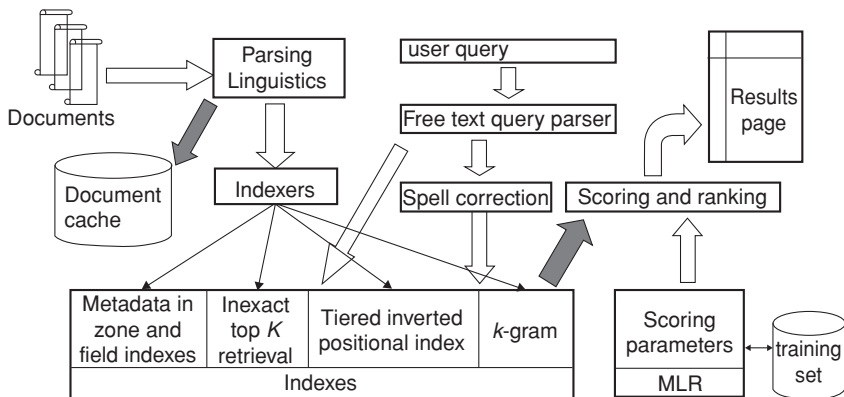 Documents
Parsing
Linguistics
user query
Free text query parser
Results
page
Document
cache
Indexers
Spell correction
Scoring and ranking
Metadata in
zone and
field indexes
Inexact
top K
retrieval
Tiered inverted
positional index
k-gram
Indexes
Scoring
parameters
MLR
training
set